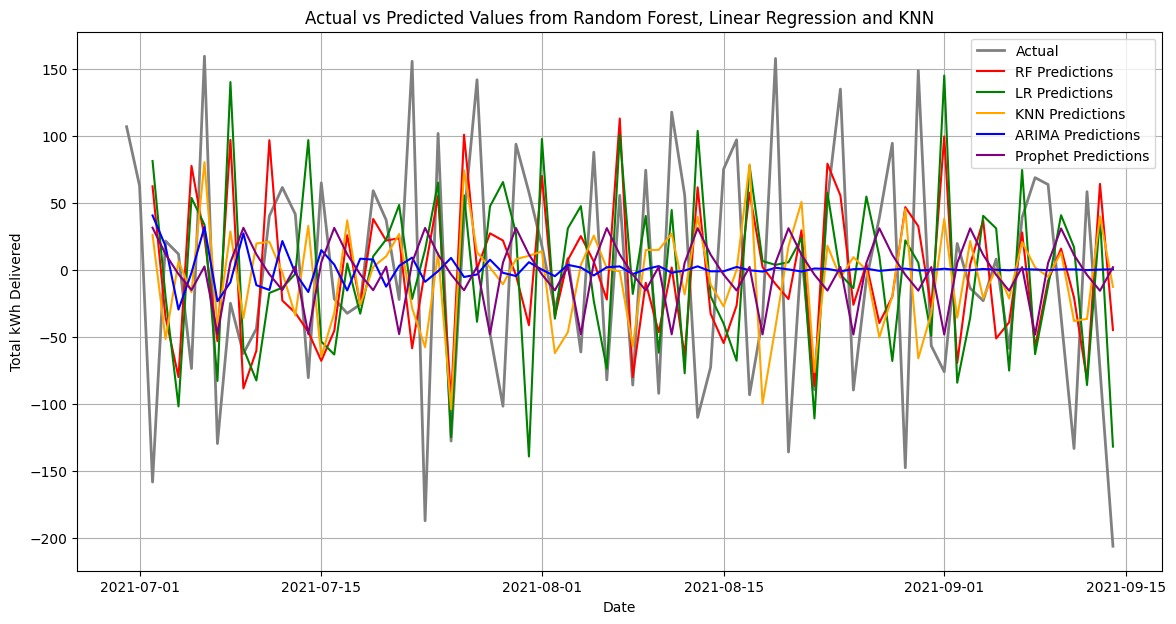 Actual vs Predicted Values from Random Forest, Linear Regression and KNN
Actual
RF Predictions
LR Predictions
KNN Predictions
ARIMA Predictions
Prophet Predictions
Total kWh Delivered
150
100
50
0
−50
−100
−150
−200
2021-07-01
2021-07-15
2021-08-01
2021-08-15
2021-09-01
2021-09-15
Date